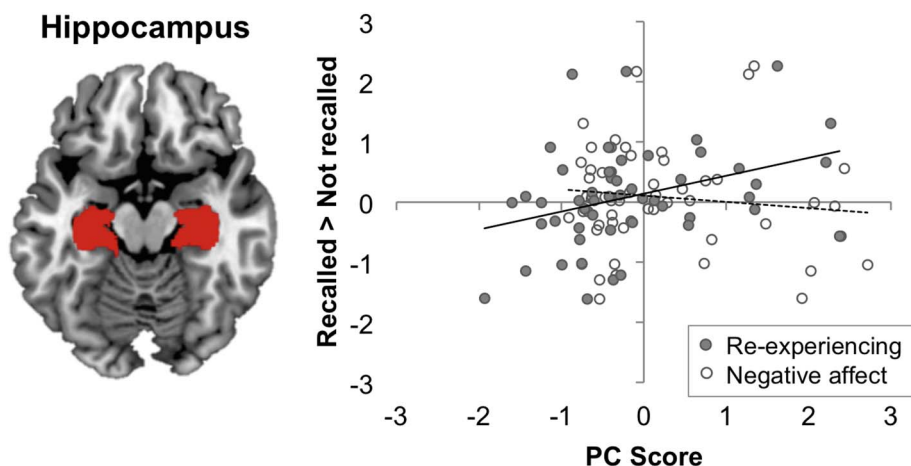 Hippocampus
Recalled > Not recalled
3
2
1
0
-1
-2
-3
-3
-2
-1
0
1
2
3
PC Score
Re-experiencing
Negative affect